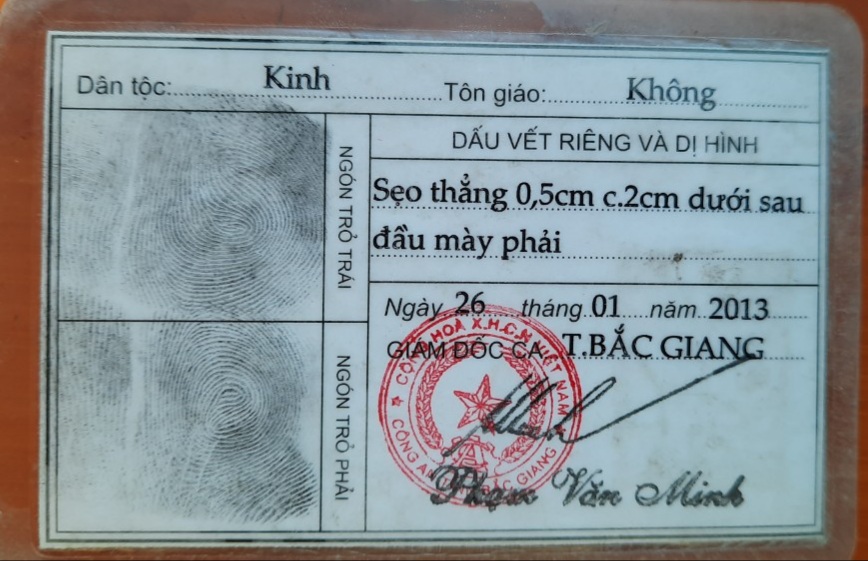 Dân tộc: Kinh Tôn giáo: Không
NGÓN TRỎ TRÁI
NGÓN TRỎ PHẢI
DẤU VẾT RIÊNG VÀ DỊ HÌNH
Sẹo thẳng 0,5cm c.2cm dưới sau
đầu mày phải
Ngày 26 tháng 01 năm 2013
GIÁM ĐỐC CA T.BẮC GIANG
CỘNG HOÀ X.H.C.N VIỆT NAM
CÔNG AN BẮC GIANG
Phạm Văn Minh